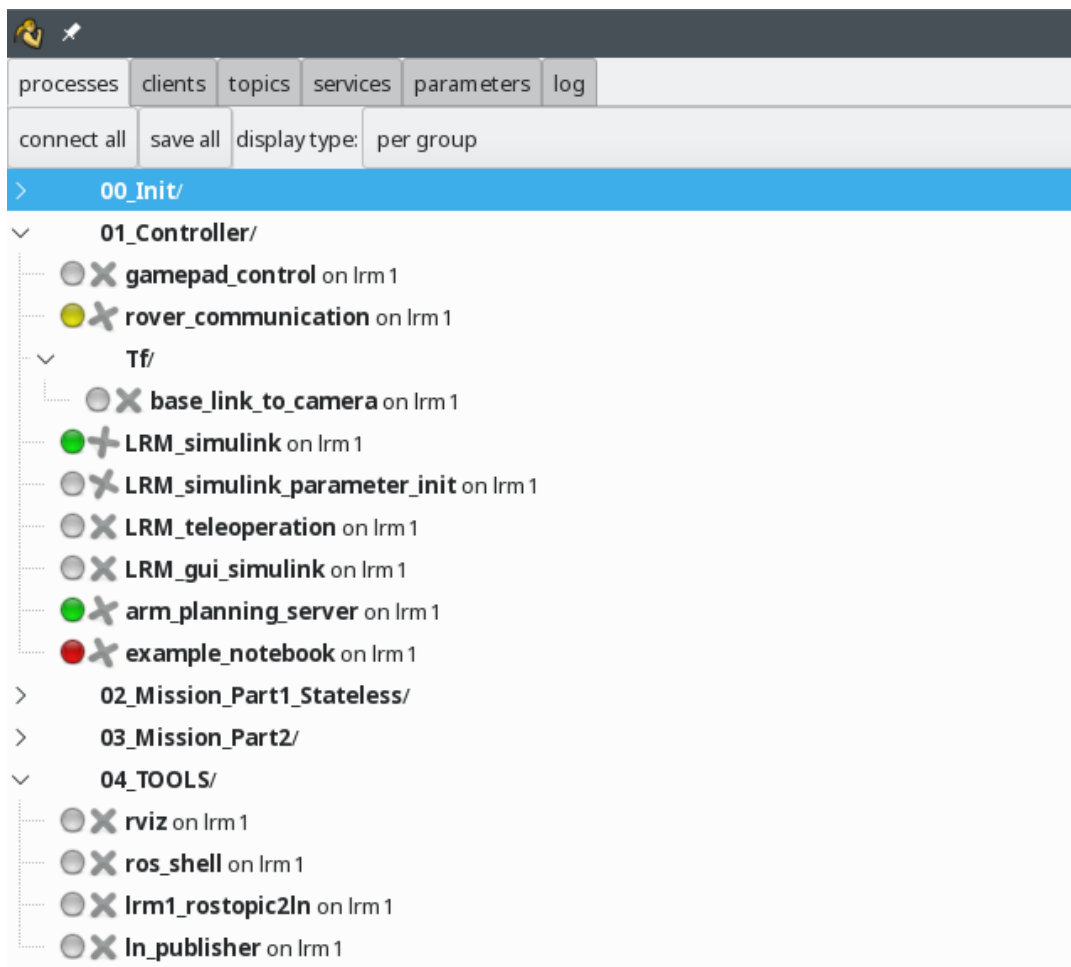 processes clients topics services parameters log
connect all save all display type: per group
00_Init/
01_Controller/
gamepad_control on lrm1
rover_communication on lrm1
Tf/
base_link_to_camera on lrm1
LRM_simulink on lrm1
LRM_simulink_parameter_init on lrm1
LRM_teleoperation on lrm1
LRM_gui_simulink on lrm1
arm_planning_server on lrm1
example_notebook on lrm1
02_Mission_Part1_Stateless/
03_Mission_Part2/
04_TOOLS/
rviz on lrm1
ros_shell on lrm1
lrm1_rostopic2ln on lrm1
ln_publisher on lrm1